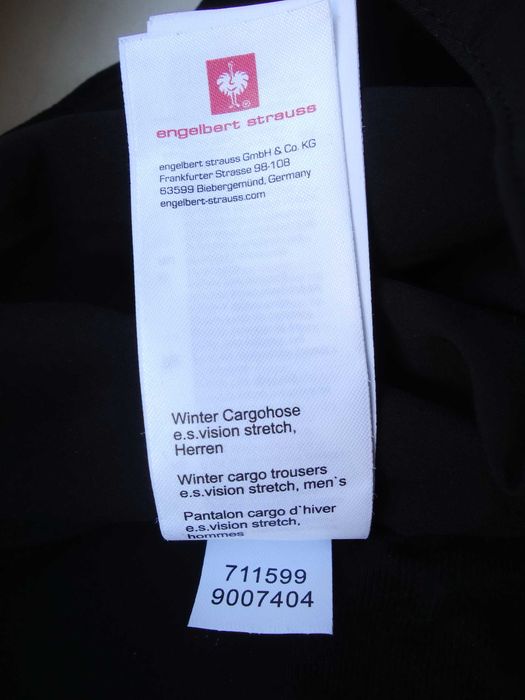 engelbert strauss
engelbert strauss GmbH & Co. KG
Frankfurter Strasse 98-108
63599 Biebergemünd, Germany
engelbert-strauss.com
Winter Cargohose
e.s.vision stretch,
Herren
Winter cargo trousers
e.s.vision stretch, men`s
Pantalon cargo d`hiver
e.s.vision stretch,
hommes
711599
9007404